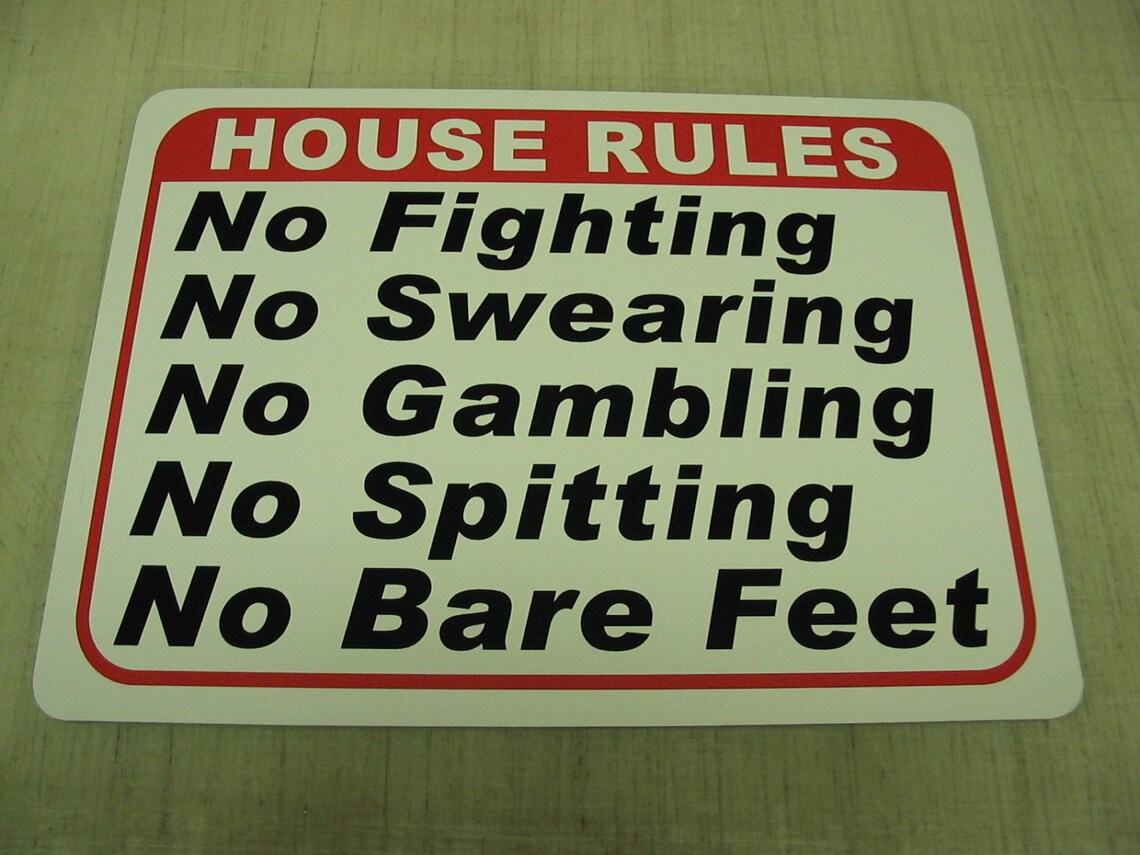 HOUSE RULES
No Fighting
No Swearing
No Gambling
No Spitting
No Bare Feet